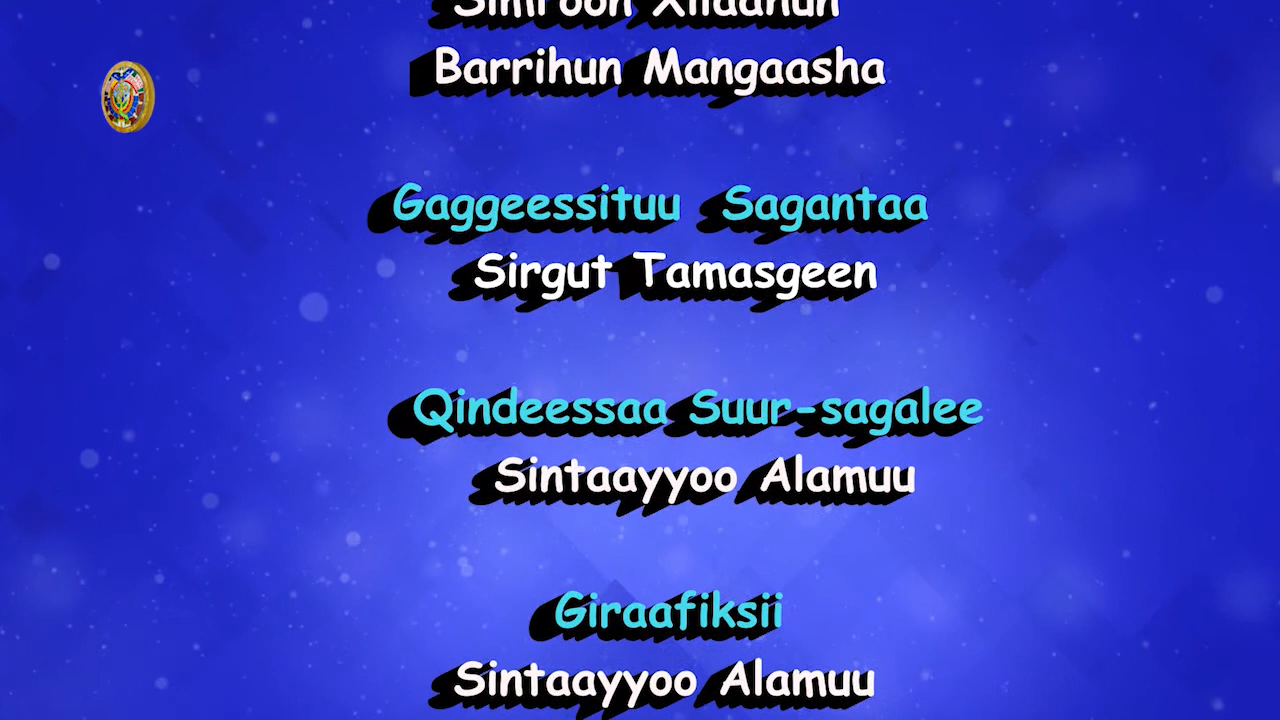 Barrihun Mangaasha
Gaggeessituu Sagantaa
Sirgut Tamasgeen
Qindeessaa Suur-sagalee
Sintaayyoo Alamuu
Giraafiksii
Sintaayyoo Alamuu